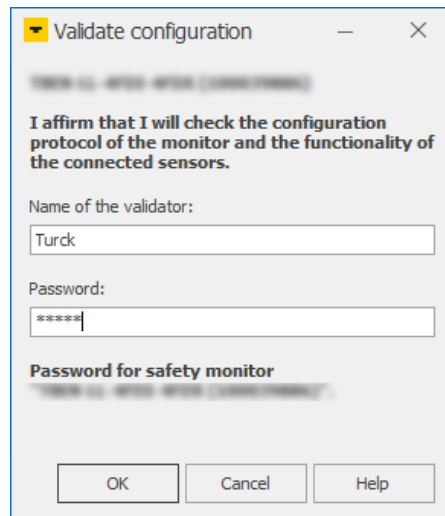 Validate configuration
I affirm that I will check the configuration
protocol of the monitor and the functionality of
the connected sensors.
Name of the validator:
Turck
Password:
*****
Password for safety monitor
OK
Cancel
Help